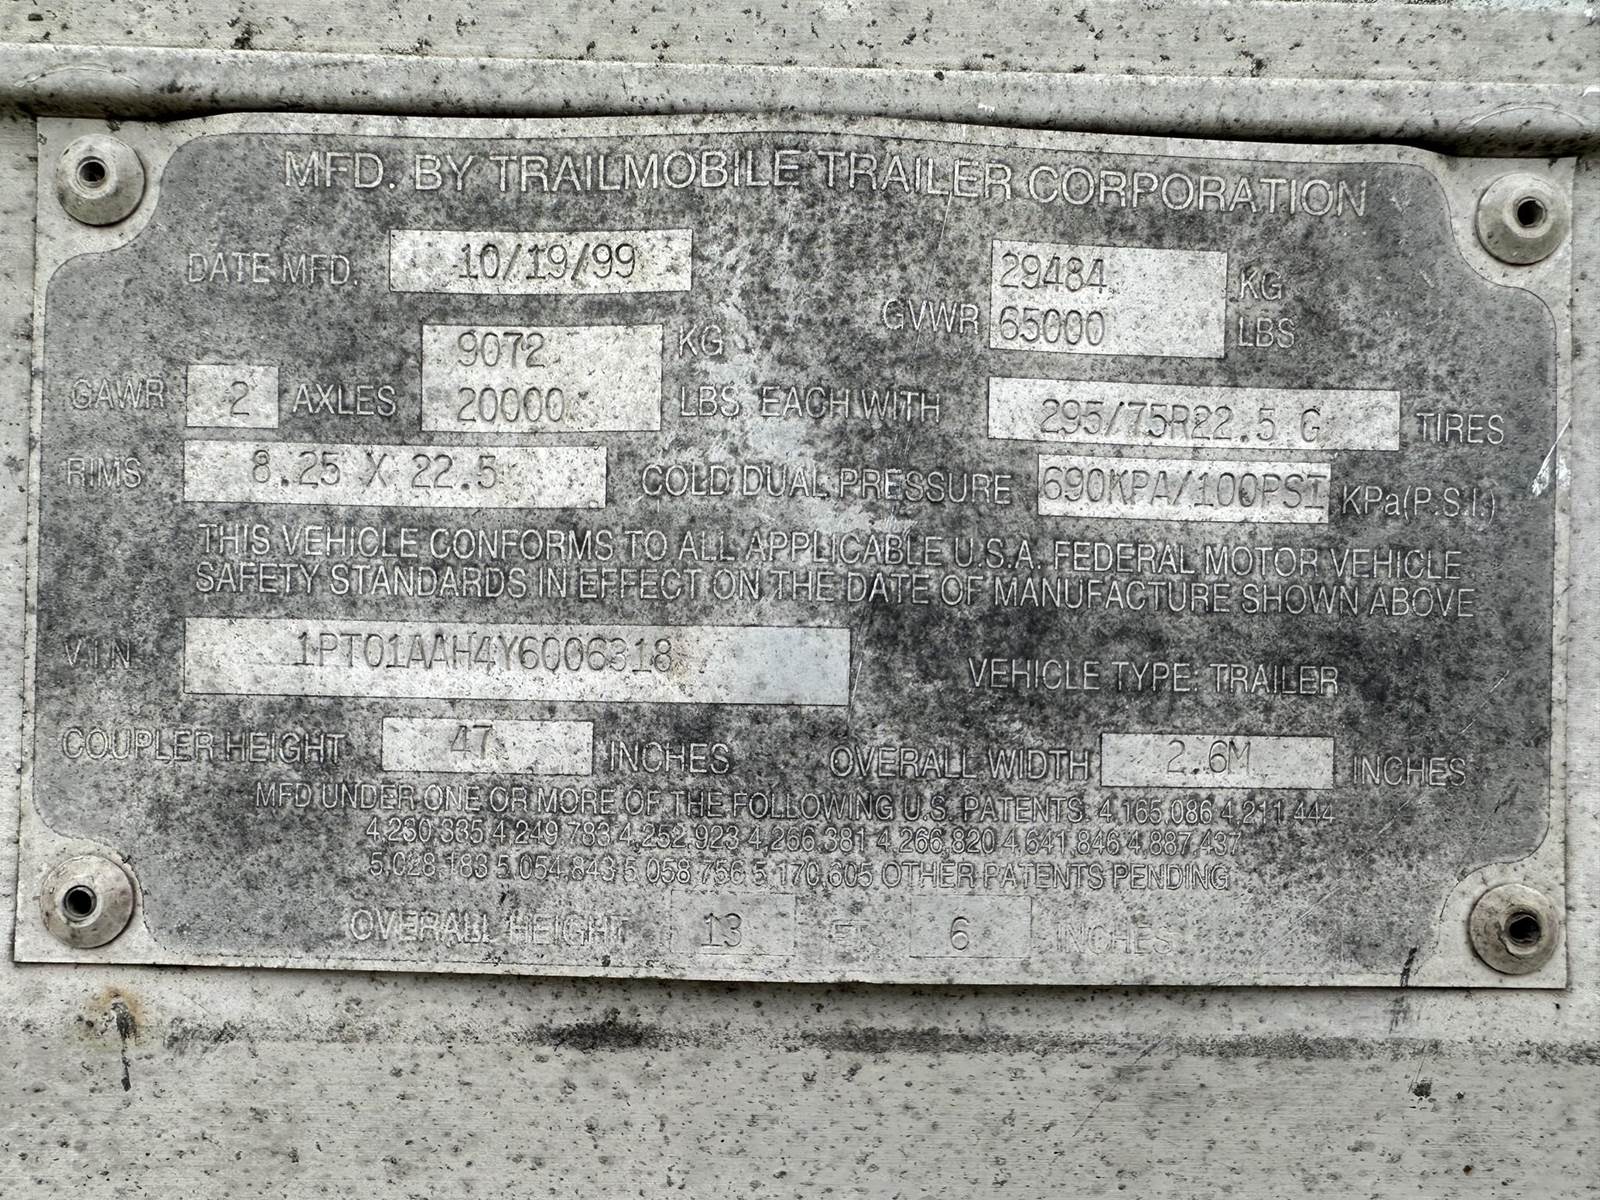 MFD. BY TRAILMOBILE TRAILER CORPORATION
DATE MFD. 10/19/99
GVWR 29484 KG
65000 LBS
GAWR 2 AXLES 9072 KG
20000 LBS EACH WITH 295/75R22.5 G TIRES
RIMS 8.25 X 22.5 COLD DUAL PRESSURE 690KPA/100PSI KPa(P.S.I.)
THIS VEHICLE CONFORMS TO ALL APPLICABLE U.S.A. FEDERAL MOTOR VEHICLE
SAFETY STANDARDS IN EFFECT ON THE DATE OF MANUFACTURE SHOWN ABOVE
V.I.N. 1PT01AAH4Y6006318 VEHICLE TYPE: TRAILER
COUPLER HEIGHT 47 INCHES OVERALL WIDTH 2.6M INCHES
MFD UNDER ONE OR MORE OF THE FOLLOWING U.S. PATENTS: 4,165,086 4,211,444
4,230,335 4,249,783 4,252,923 4,266,381 4,266,820 4,641,846 4,887,437
5,028,183 5,054,843 5,058,756 5,170,605 OTHER PATENTS PENDING
OVERALL HEIGHT 13 FT 6 INCHES